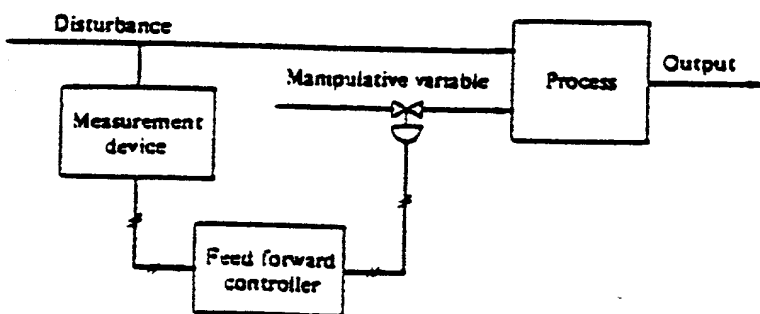 Disturbance
Output
Manipulative variable
Process
Measurement
device
Feed forward
controller